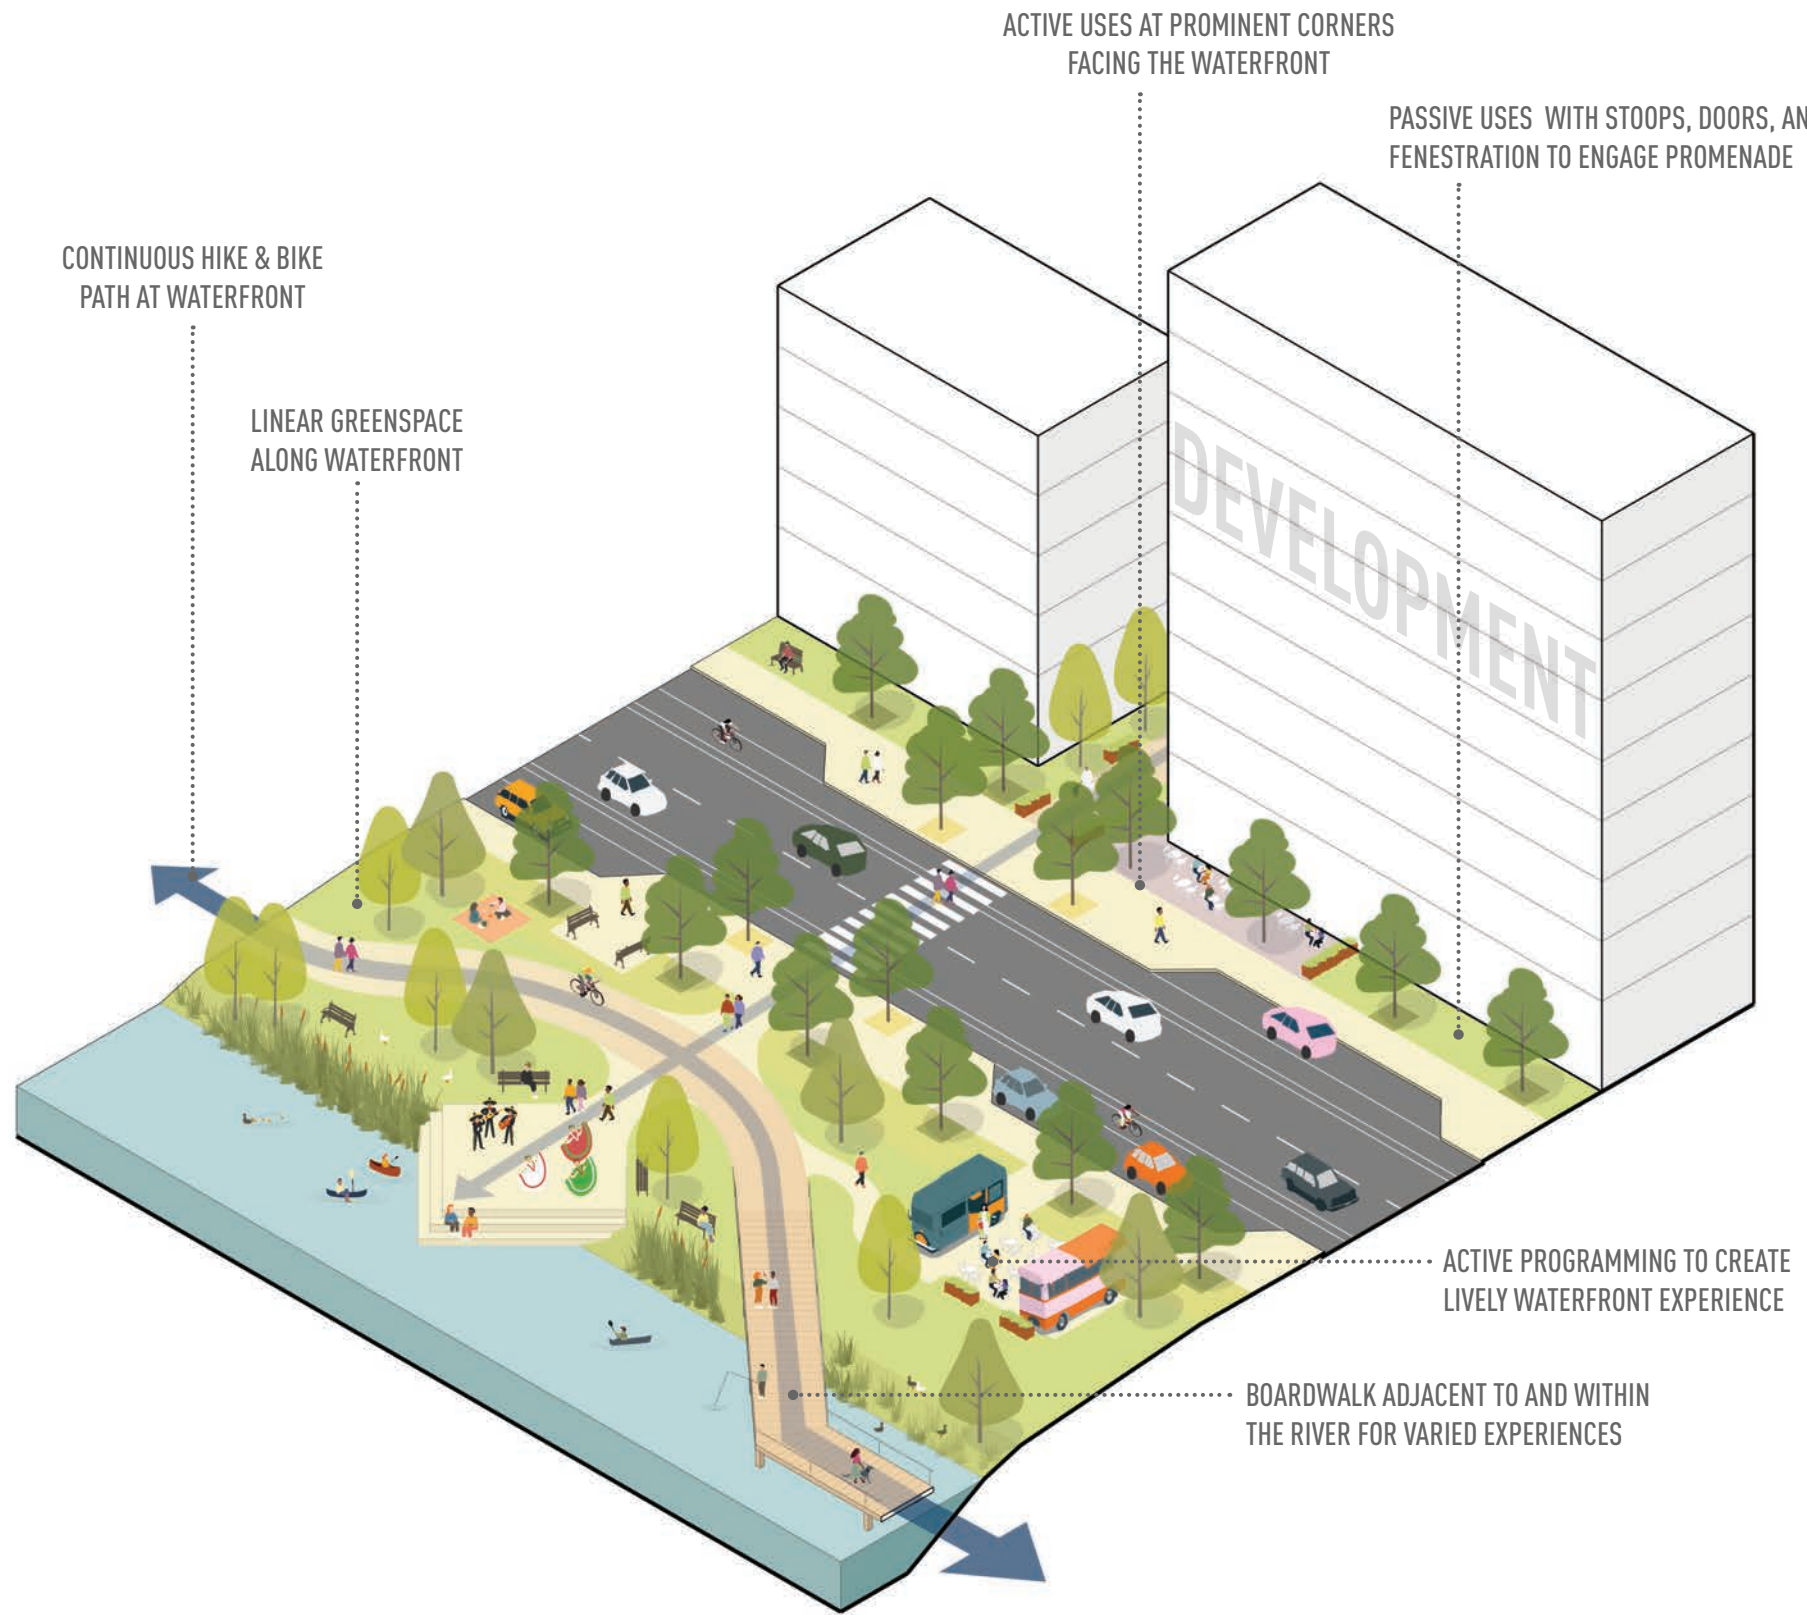 ACTIVE USES AT PROMINENT CORNERS
FACING THE WATERFRONT
PASSIVE USES WITH STOOPS, DOORS, AN
FENESTRATION TO ENGAGE PROMENADE
CONTINUOUS HIKE & BIKE
PATH AT WATERFRONT
LINEAR GREENSPACE
ALONG WATERFRONT
DEVELOPMENT
ACTIVE PROGRAMMING TO CREATE
LIVELY WATERFRONT EXPERIENCE
BOARDWALK ADJACENT TO AND WITHIN
THE RIVER FOR VARIED EXPERIENCES